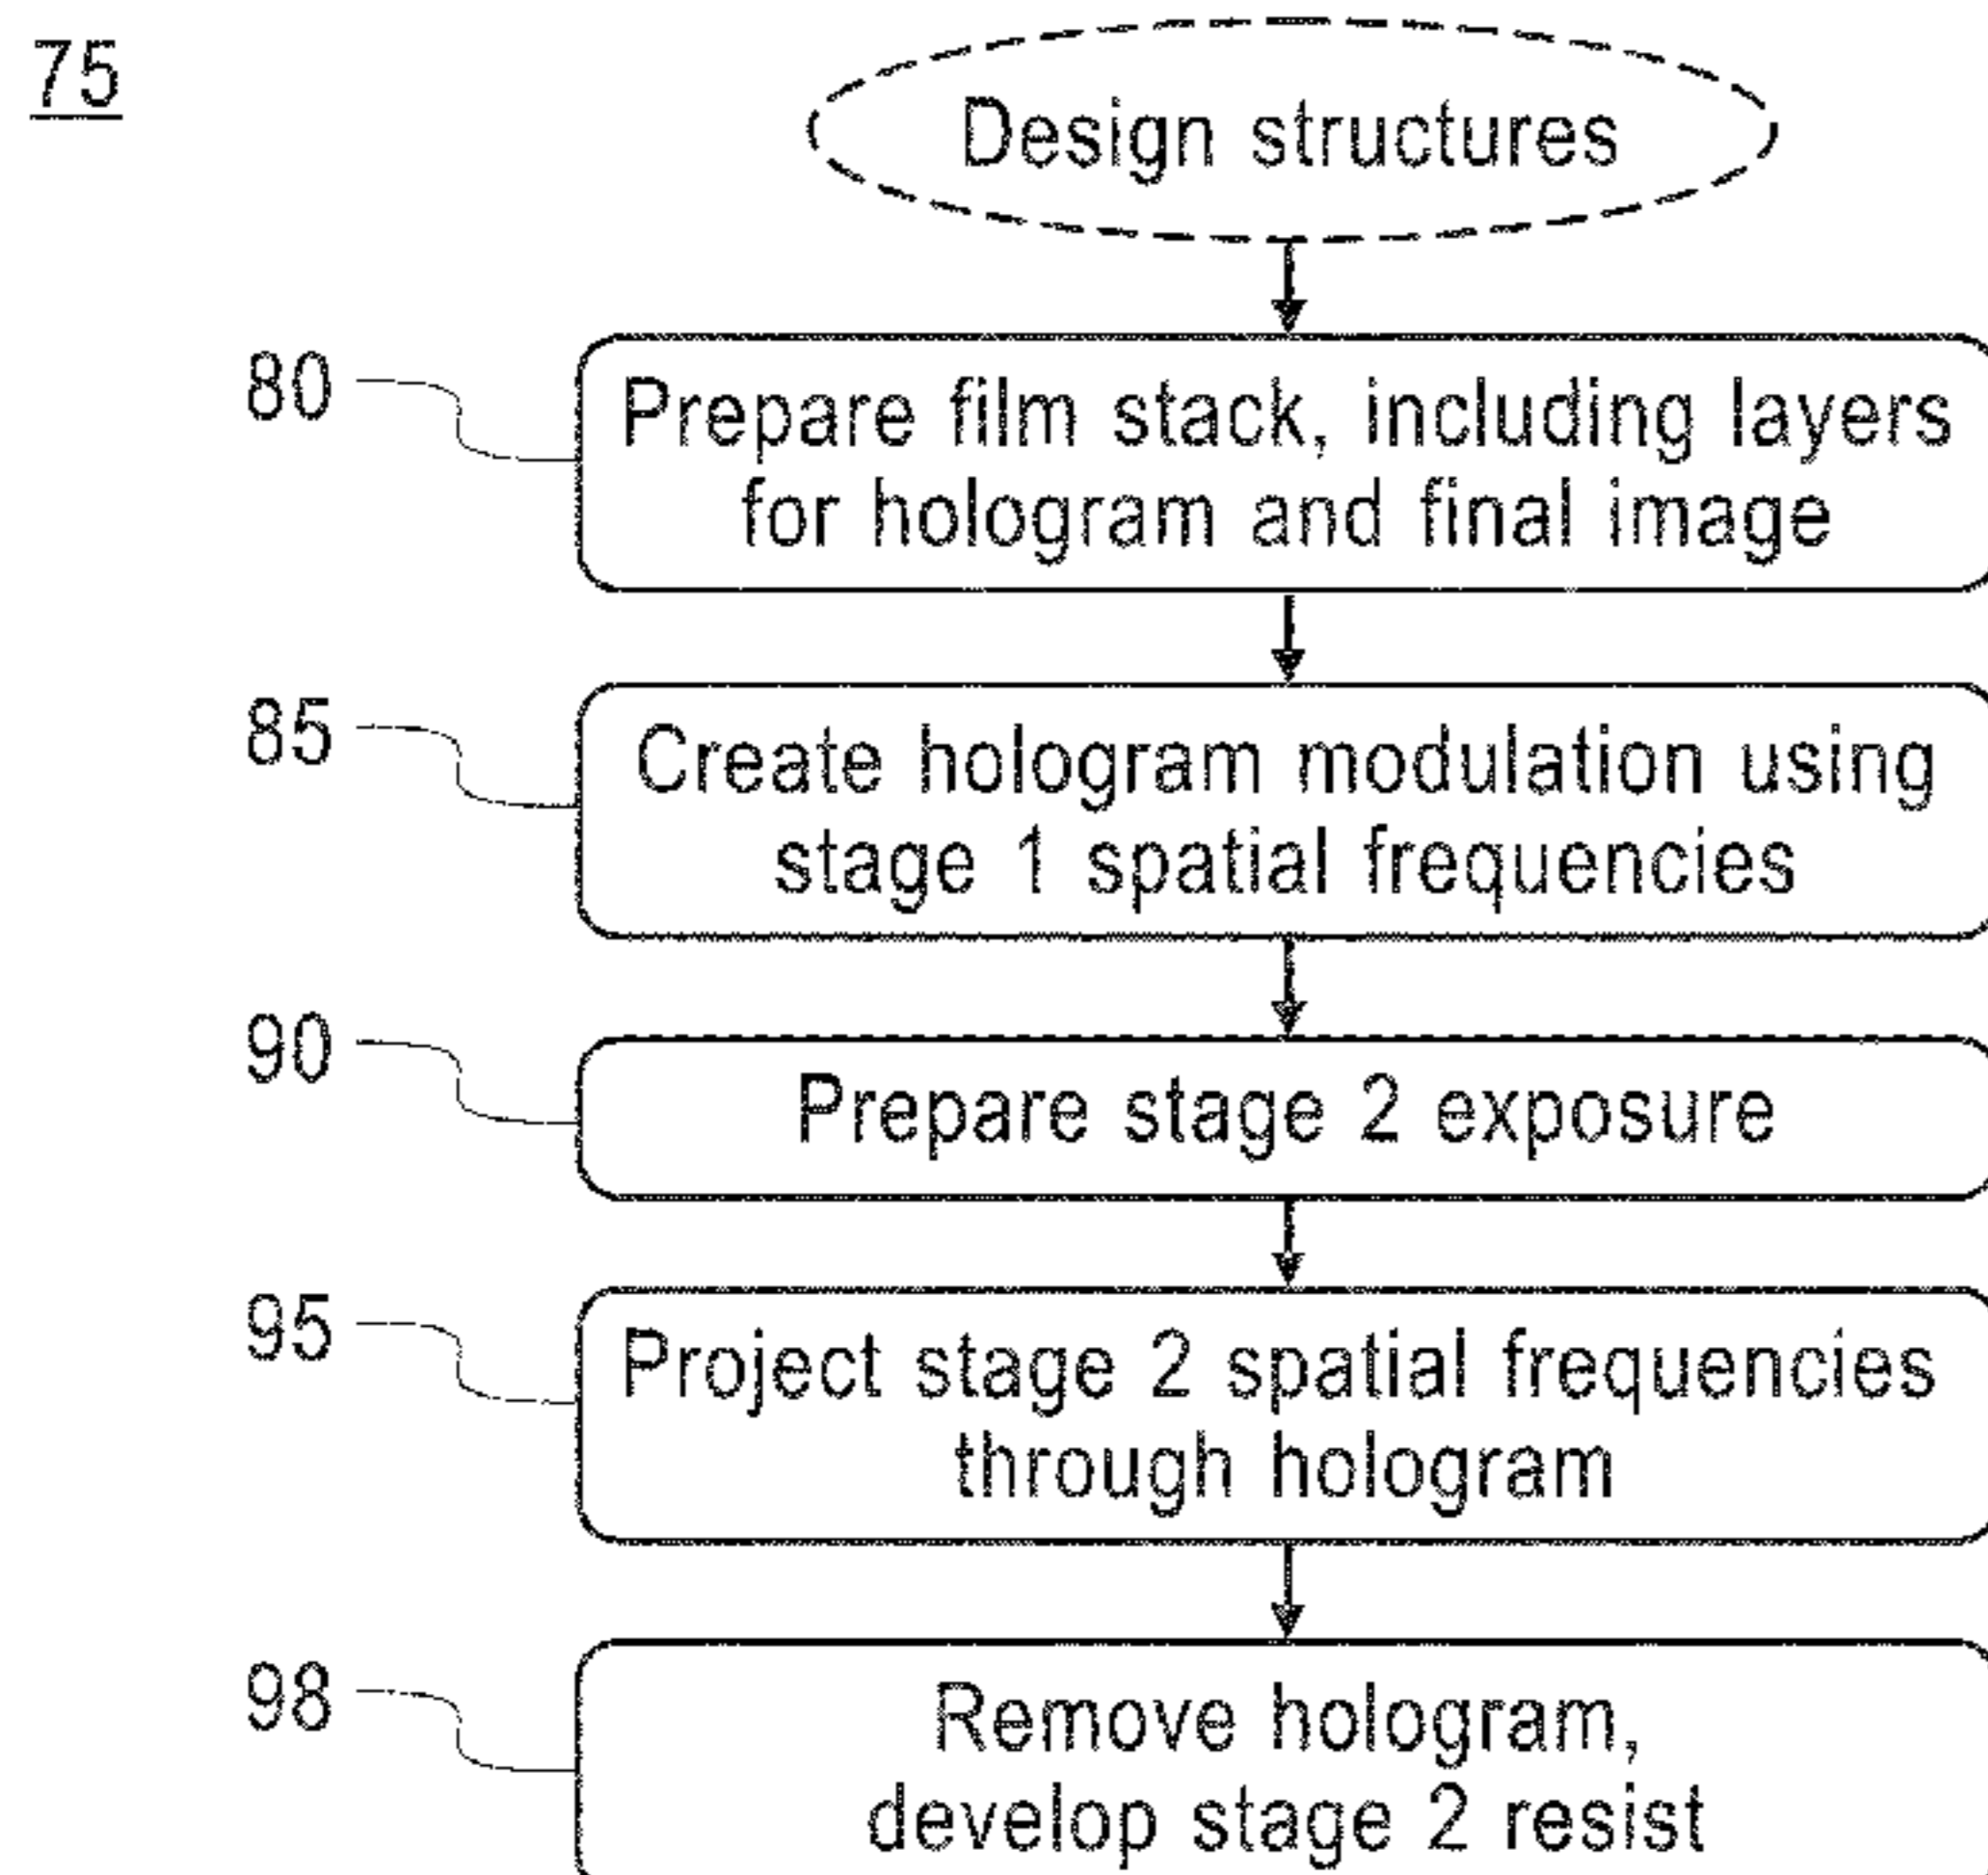 75
Design structures
80
Prepare film stack, including layers
for hologram and final image
85
Create hologram modulation using
stage 1 spatial frequencies
90
Prepare stage 2 exposure
95
Project stage 2 spatial frequencies
through hologram
98
Remove hologram,
develop stage 2 resist